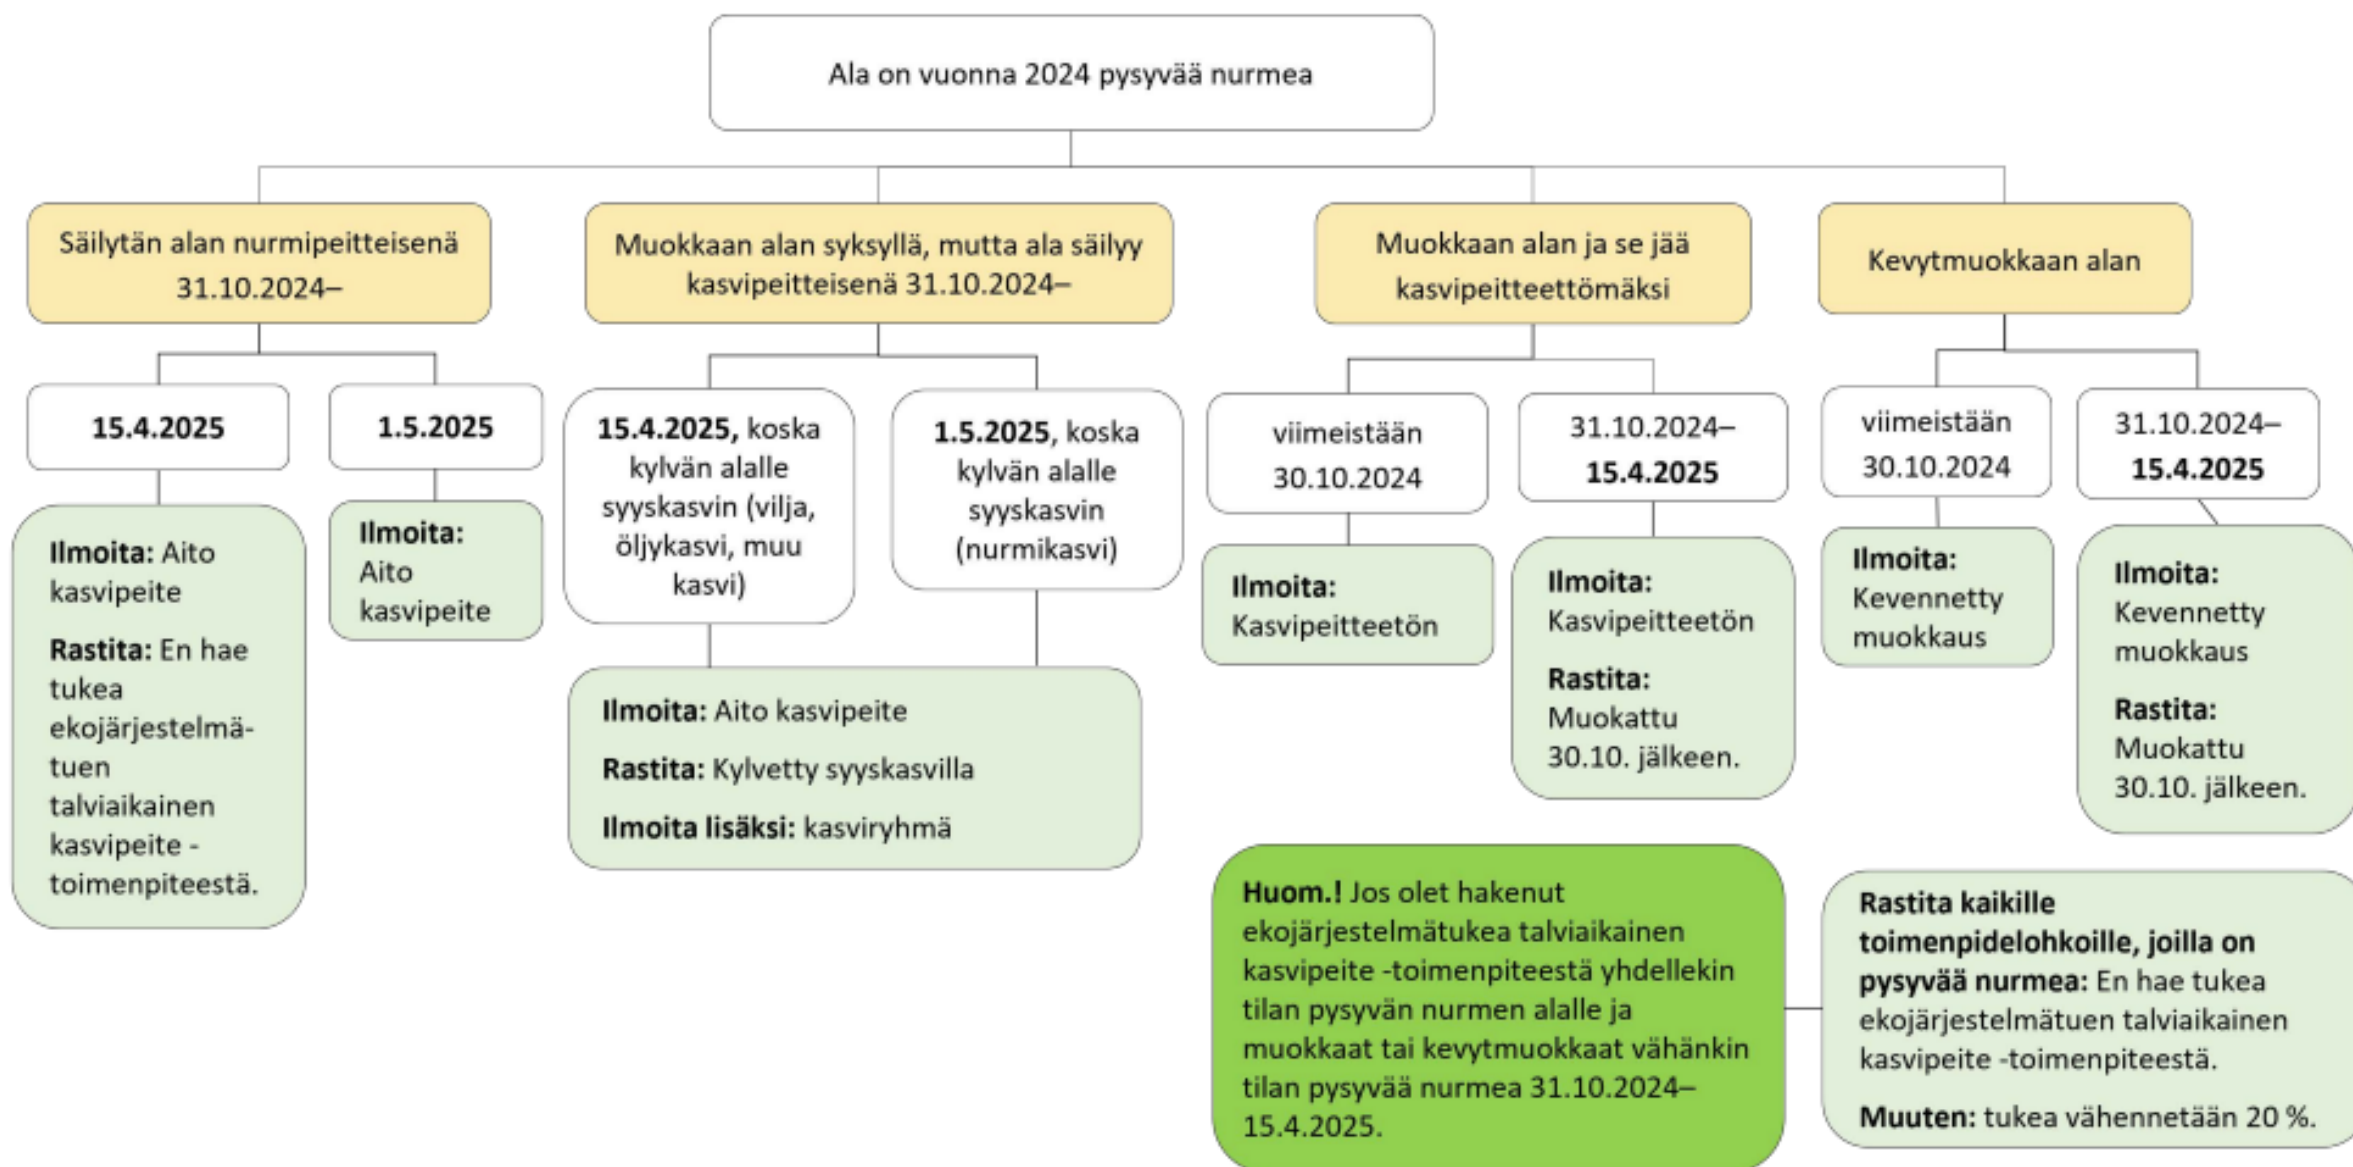 Ala on vuonna 2024 pysyvää nurmea
Säilytän alan nurmipeitteisenä
31.10.2024–
Muokkaan alan syksyllä, mutta ala säilyy
kasvipeitteisenä 31.10.2024–
Muokkaan alan ja se jää
kasvipeitteettömäksi
Kevytmuokkaan alan
15.4.2025
1.5.2025
15.4.2025, koska
kylvän alalle
syyskasvin (vilja,
öljykasvi, muu
kasvi)
1.5.2025, koska
kylvän alalle
syyskasvin
(nurmikasvi)
viimeistään
30.10.2024
31.10.2024–
15.4.2025
viimeistään
30.10.2024
31.10.2024–
15.4.2025
Ilmoita: Aito
kasvipeite
Rastita: En hae
tukea
ekojärjestelmä-
tuen
talviaikainen
kasvipeite -
toimenpiteestä.
Ilmoita:
Aito
kasvipeite
Ilmoita: Aito kasvipeite
Rastita: Kylvetty syyskasvilla
Ilmoita lisäksi: kasviryhmä
Ilmoita:
Kasvipeitteetön
Ilmoita:
Kasvipeitteetön
Rastita:
Muokattu
30.10. jälkeen.
Ilmoita:
Kevennetty
muokkaus
Ilmoita:
Kevennetty
muokkaus
Rastita:
Muokattu
30.10. jälkeen.
Huom.! Jos olet hakenut
ekojärjestelmätukea talviaikainen
kasvipeite -toimenpiteestä yhdellekin
tilan pysyvän nurmen alalle ja
muokkaat tai kevytmuokkaat vähänkin
tilan pysyvää nurmea 31.10.2024–
15.4.2025.
Rastita kaikille
toimenpidelohkoille, joilla on
pysyvää nurmea: En hae tukea
ekojärjestelmätuen talviaikainen
kasvipeite -toimenpiteestä.
Muuten: tukea vähennetään 20 %.